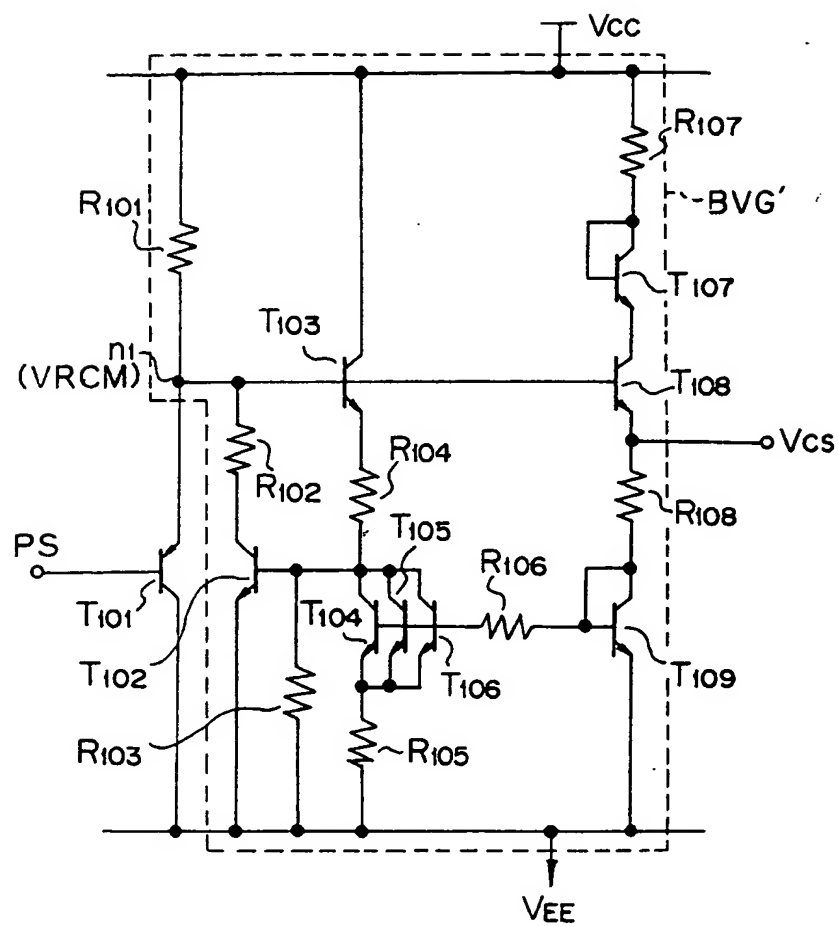 VCC
R107
BVG'
R101
T107
T103
n1
(VRCM)
T108
R104
VCS
R102
R108
T105
PS
R106
T104
T101
T102
T106
T109
R103
R105
VEE